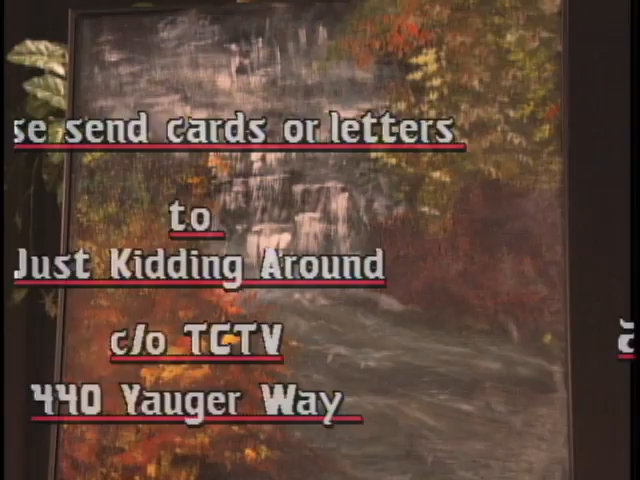 se send cards or letters
to
Just Kidding Around
c/o TCTV
440 Yauger Way